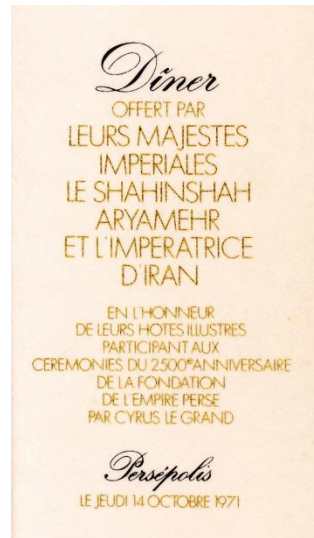 Dîner
OFFERT PAR
LEURS MAJESTES
IMPERIALES
LE SHAHINSHAH
ARYAMEHR
ET L'IMPERATRICE
D'IRAN
EN L'HONNEUR
DE LEURS HOTES ILLUSTRES
PARTICIPANT AUX
CEREMONIES DU 2500e ANNIVERSAIRE
DE LA FONDATION
DE L'EMPIRE PERSE
PAR CYRUS LE GRAND
Persépolis
LE JEUDI 14 OCTOBRE 1971